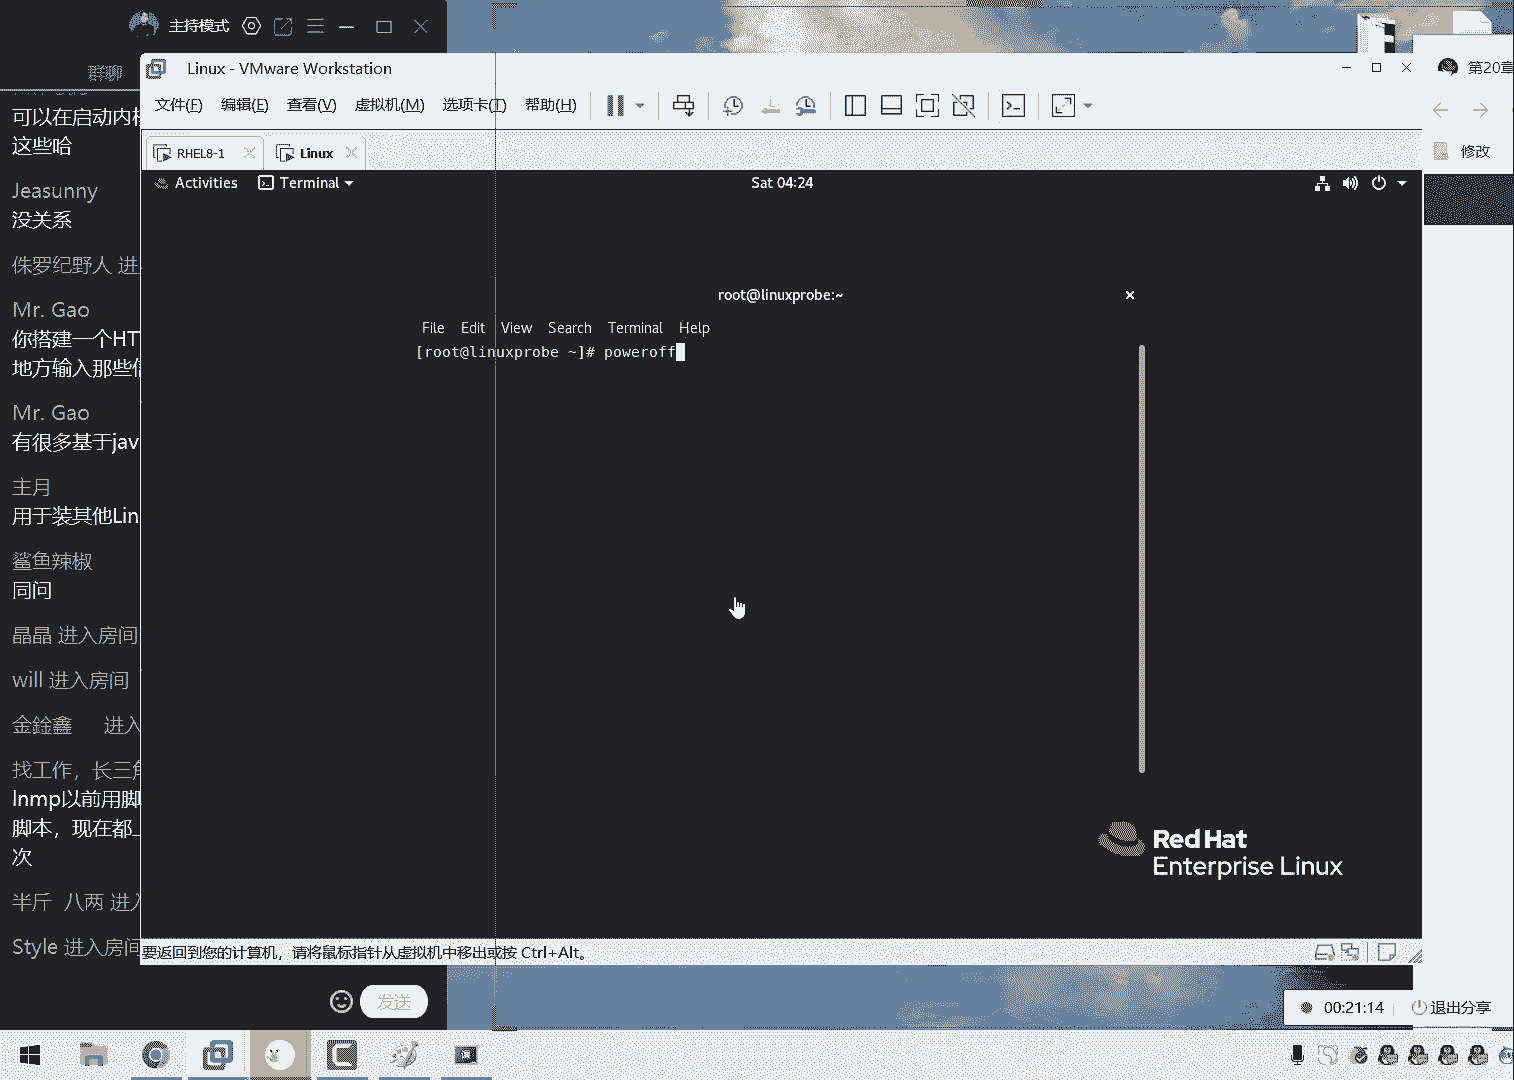 主持模式
群聊
可以在启动内核
这些哈
Jeasunny
没关系
侏罗纪野人 进
Mr. Gao
你搭建一个HT
地方输入那些
Mr. Gao
有很多基于jav
主月
用于装其他Lin
鲨鱼辣椒
同问
晶晶 进入房间
will 进入房间
金銓鑫 进入
找工作，长三角
lnmp以前用脚
脚本，现在都
次
半斤 八两 进入
Style 进入房间
发送
Linux - VMware Workstation
文件(F) 编辑(E) 查看(V) 虚拟机(M) 选项卡(T) 帮助(H)
RHEL8-1 Linux
Activities Terminal Sat 04:24
root@linuxprobe:~
File Edit View Search Terminal Help
[root@linuxprobe ~]# poweroff
Red Hat
Enterprise Linux
要返回到您的计算机，请将鼠标指针从虚拟机中移出或按 Ctrl+Alt。
第20章
修改
00:21:14 退出分享